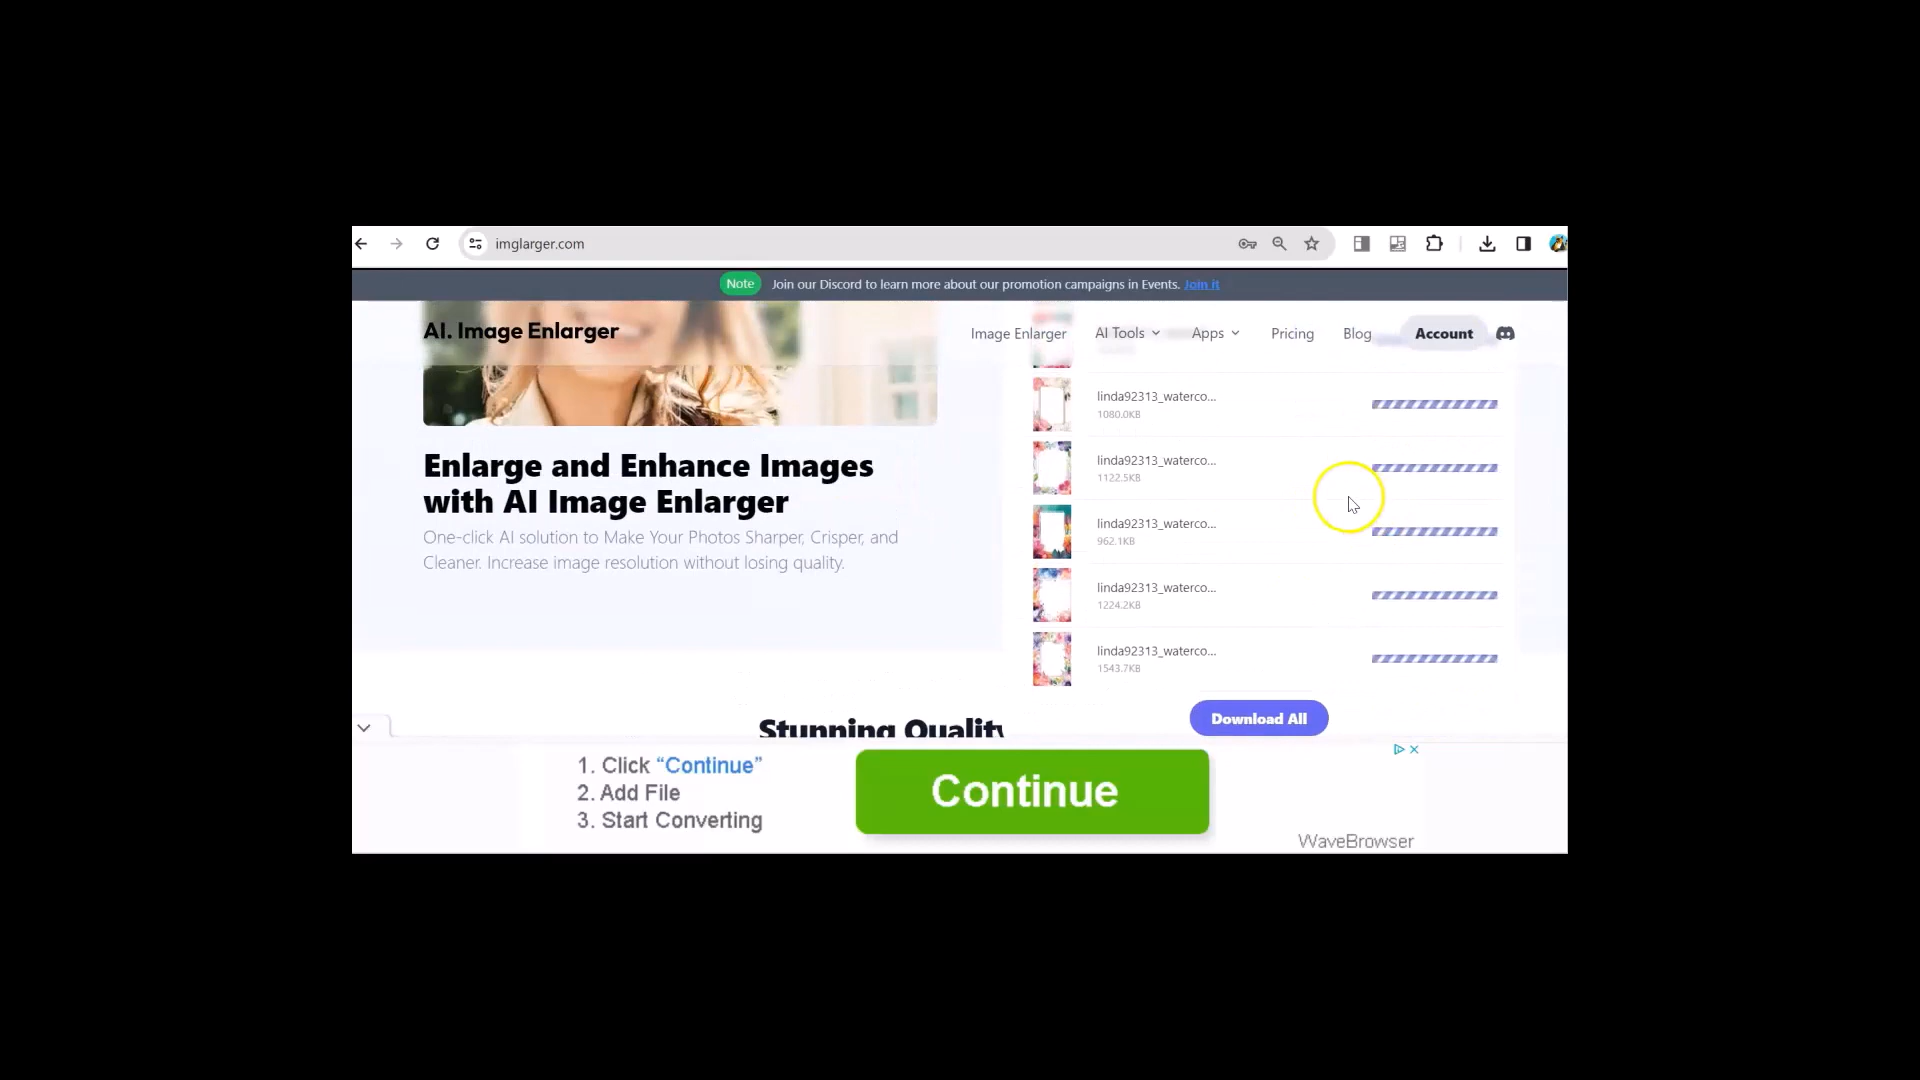 imglarger.com
Note Join our Discord to learn more about our promotion campaigns in Events. Join it
AI. Image Enlarger
Image Enlarger AI Tools Apps Pricing Blog Account
linda92313_waterco...
1080.0KB
linda92313_waterco...
1122.5KB
linda92313_waterco...
962.1KB
linda92313_waterco...
1224.2KB
linda92313_waterco...
1543.7KB
Download All
Enlarge and Enhance Images
with AI Image Enlarger
One-click AI solution to Make Your Photos Sharper, Crisper, and
Cleaner. Increase image resolution without losing quality.
Stunning Quality
1. Click “Continue”
2. Add File
3. Start Converting
Continue
WaveBrowser